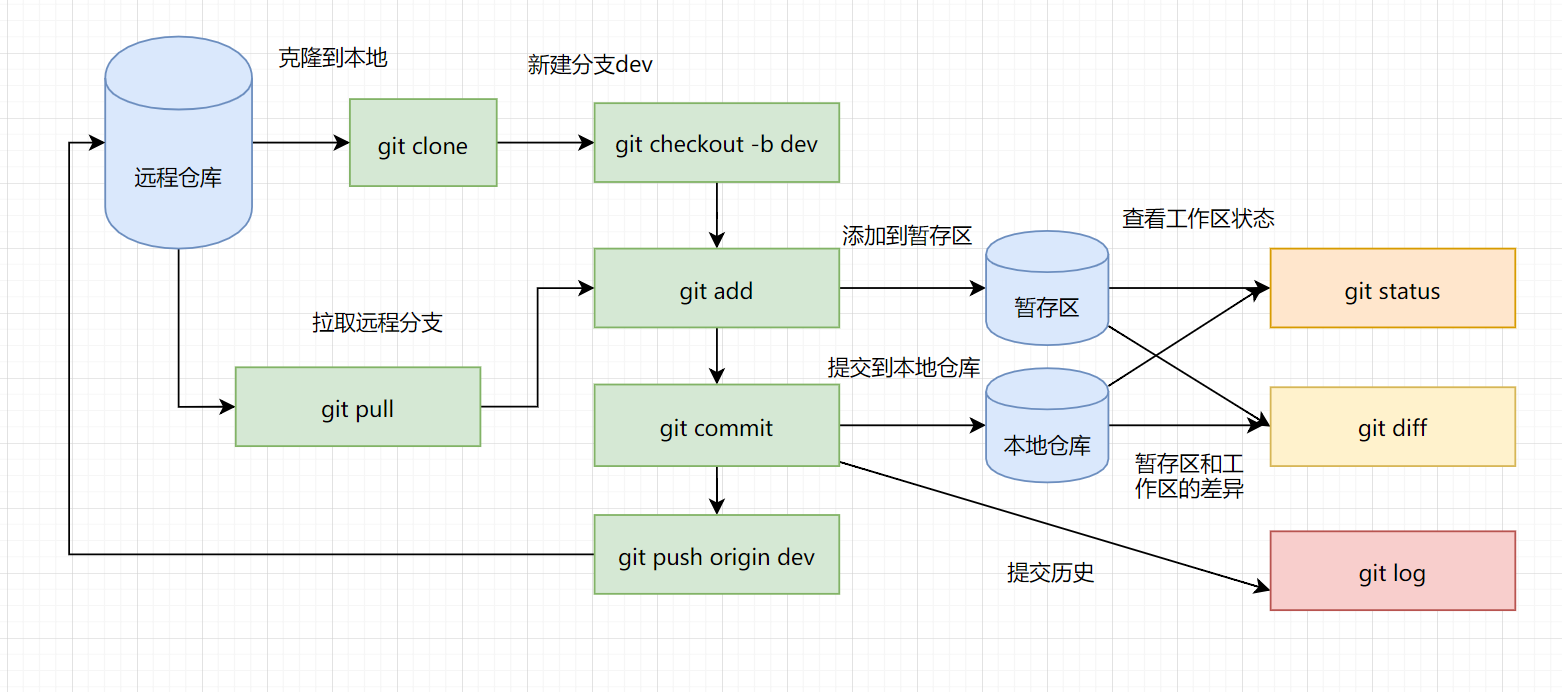 克隆到本地
新建分支dev
远程仓库
git clone
git checkout -b dev
添加到暂存区
查看工作区状态
git add
暂存区
git status
拉取远程分支
提交到本地仓库
git pull
git commit
本地仓库
git diff
暂存区和工
作区的差异
git push origin dev
提交历史
git log